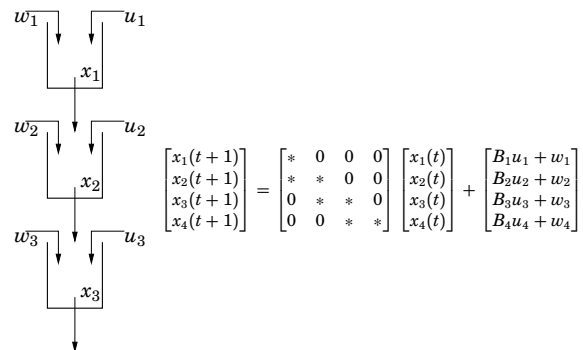 w₁ u₁
x₁
w₂ u₂
x₂
w₃ u₃
x₃
[x₁(t + 1)] = [∗ 0 0 0] [x₁(t)] + [B₁u₁ + w₁]
[x₂(t + 1)] [∗ ∗ 0 0] [x₂(t)] [B₂u₂ + w₂]
[x₃(t + 1)] [0 ∗ ∗ 0] [x₃(t)] [B₃u₃ + w₃]
[x₄(t + 1)] [0 0 ∗ ∗] [x₄(t)] [B₄u₄ + w₄]